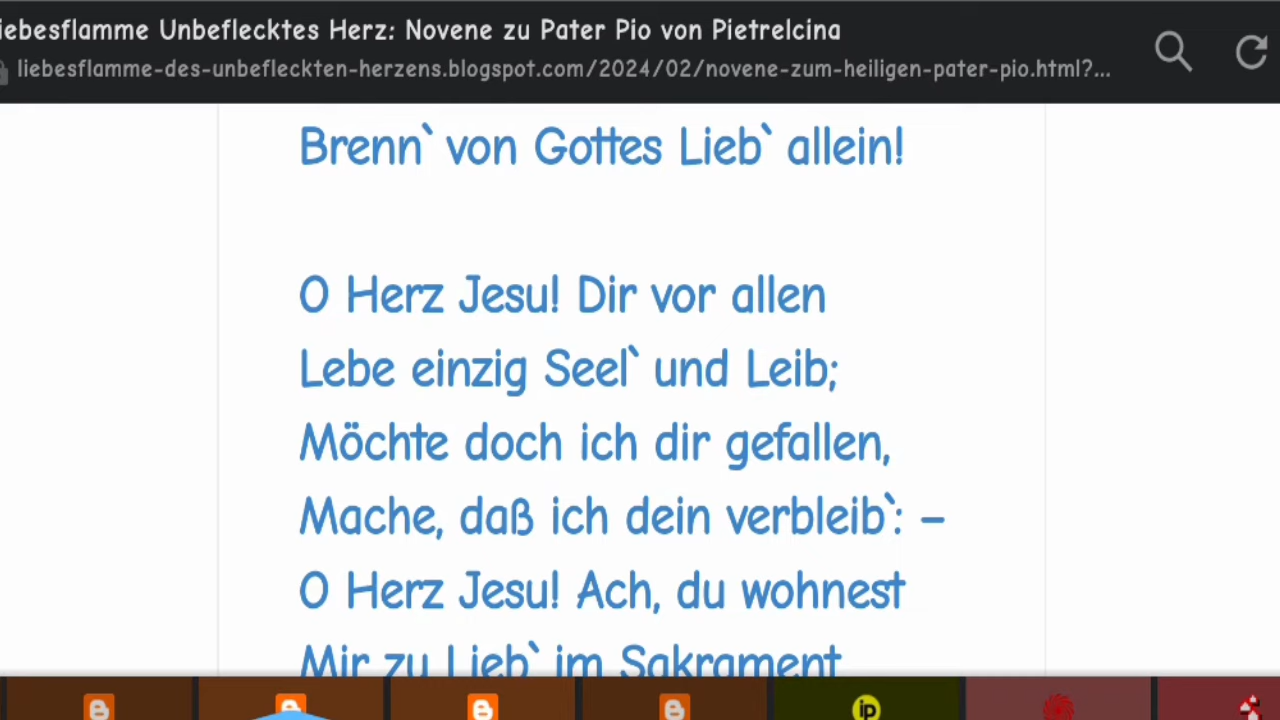 iebesflamme Unbeflecktes Herz: Novene zu Pater Pio von Pietrelcina
liebesflamme-des-unbefleckten-herzens.blogspot.com/2024/02/novene-zum-heiligen-pater-pio.html?...
Brenn` von Gottes Lieb` allein!
O Herz Jesu! Dir vor allen
Lebe einzig Seel` und Leib;
Möchte doch ich dir gefallen,
Mache, daß ich dein verbleib`: –
O Herz Jesu! Ach, du wohnest
Mir zu Lieb` im Sakrament
ip